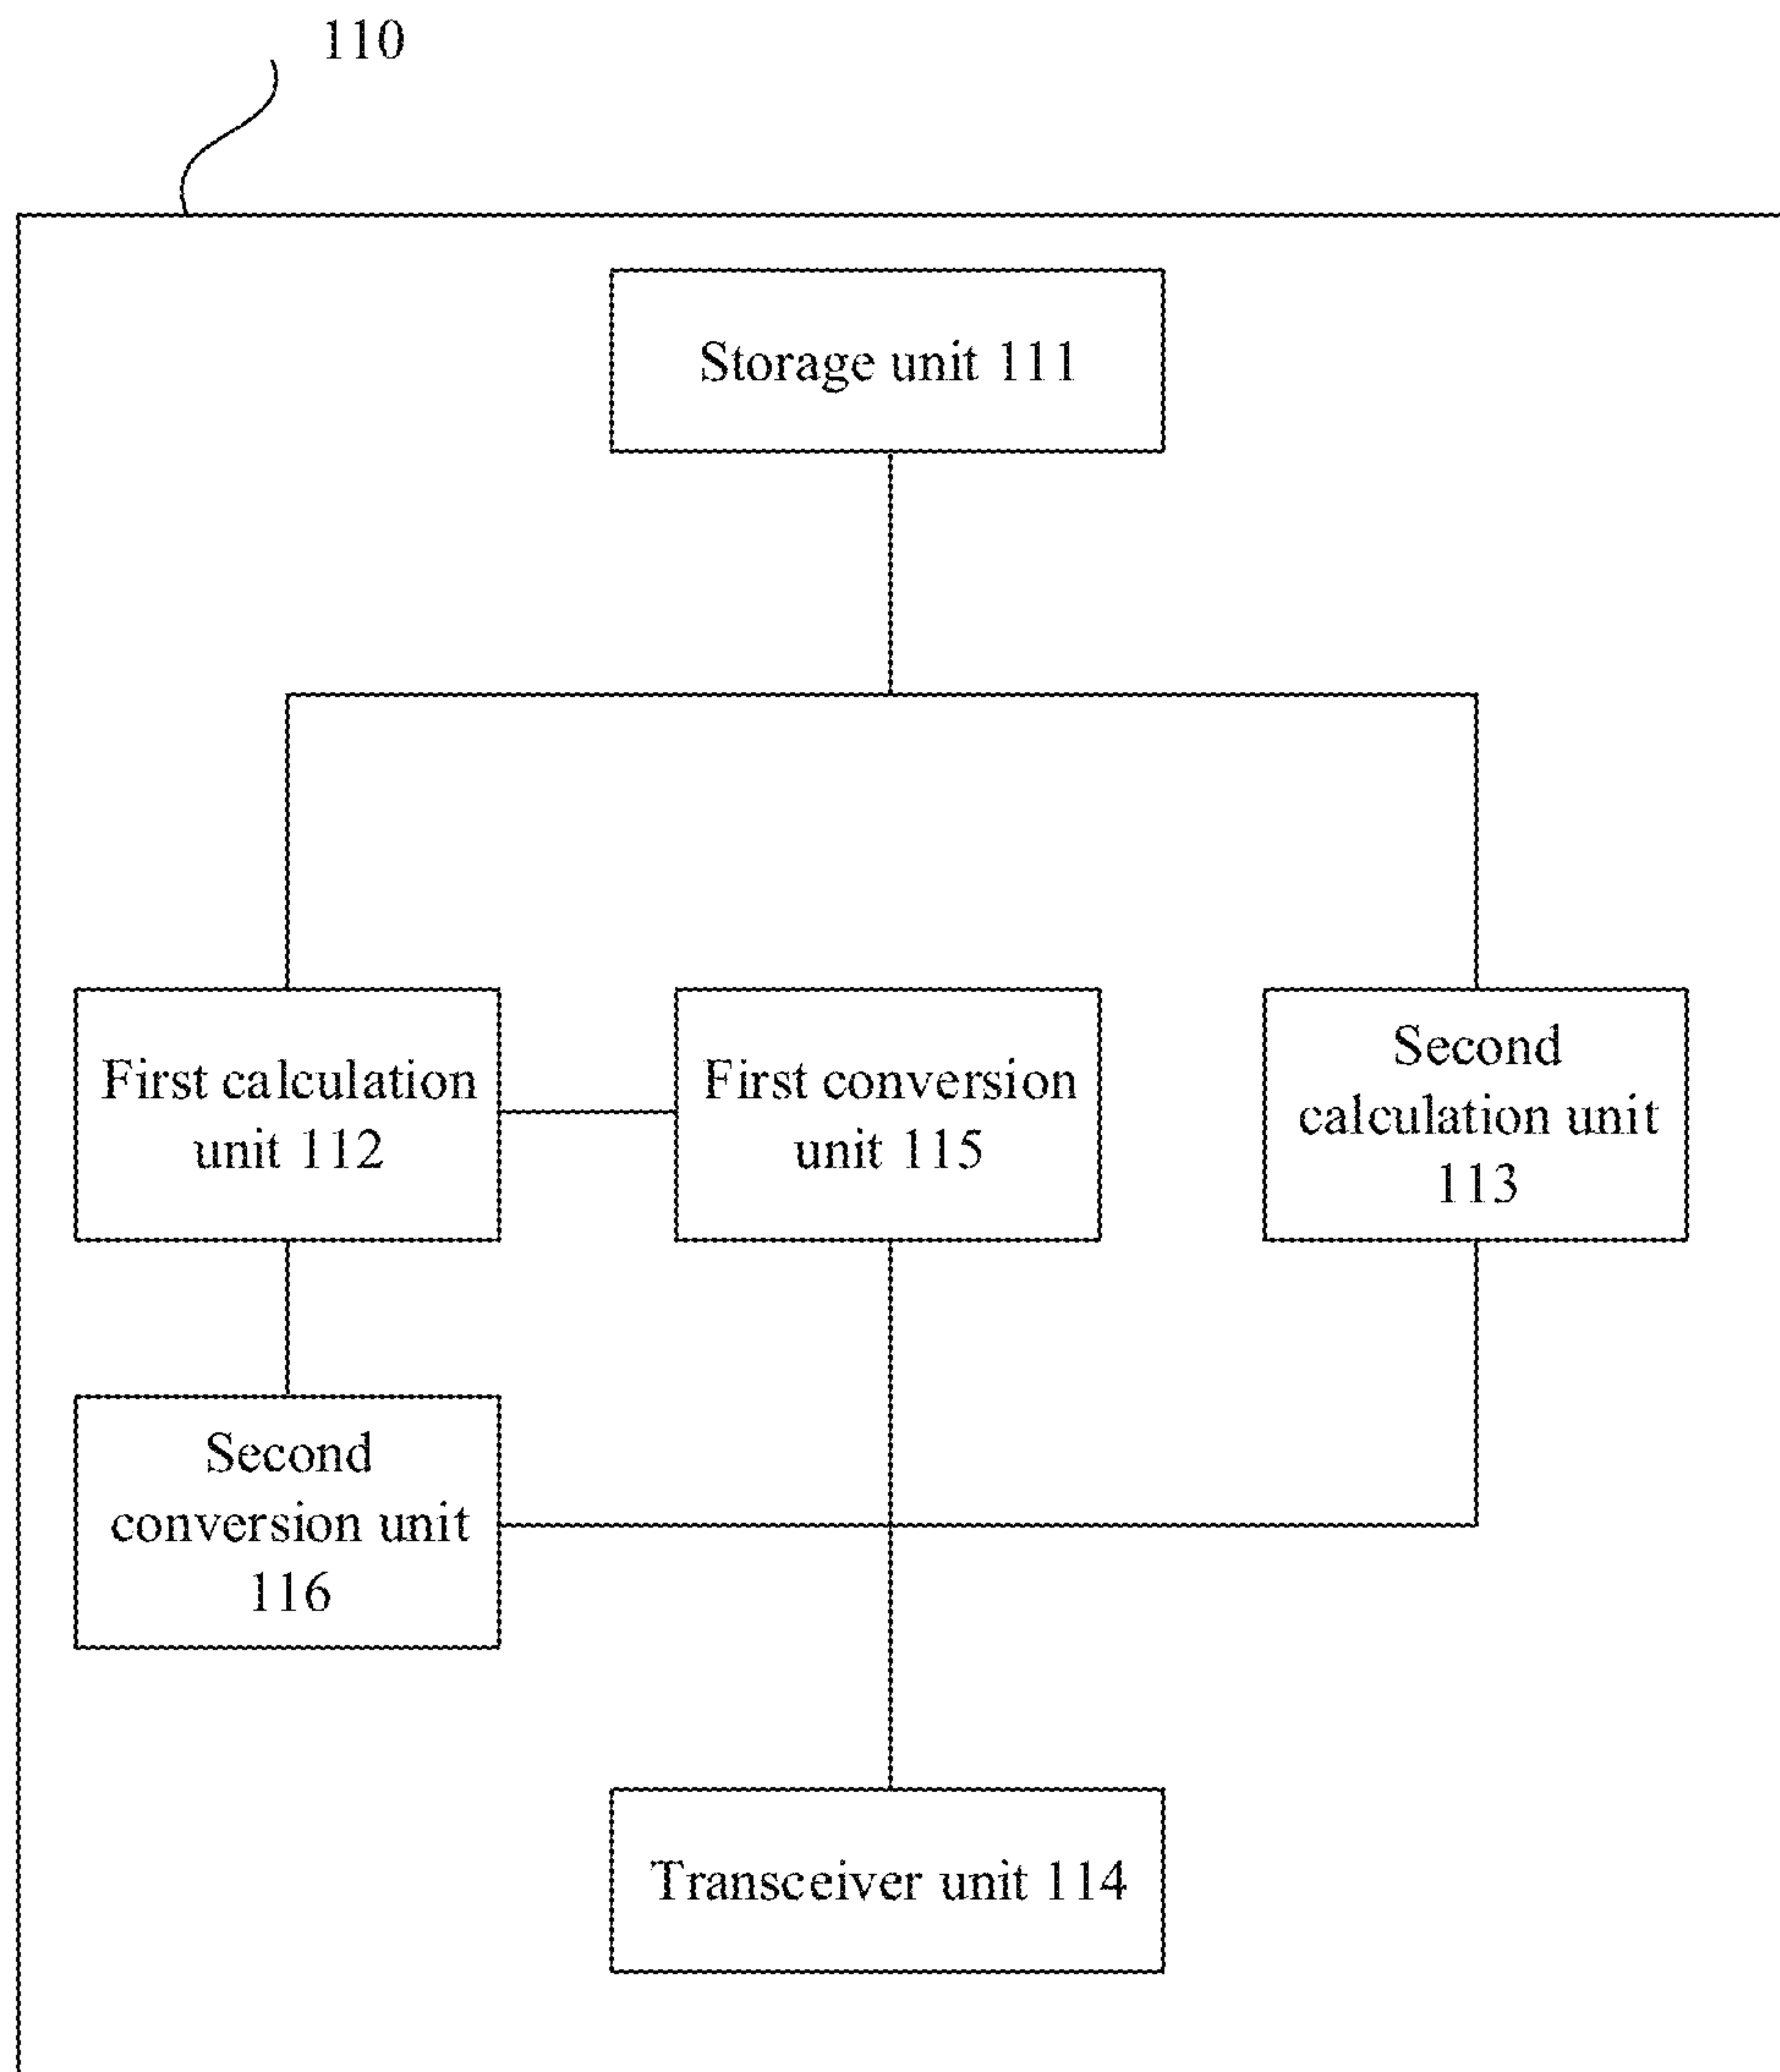 110
Storage unit 111
First calculation
unit 112
First conversion
unit 115
Second
calculation unit
113
Second
conversion unit
116
Transceiver unit 114